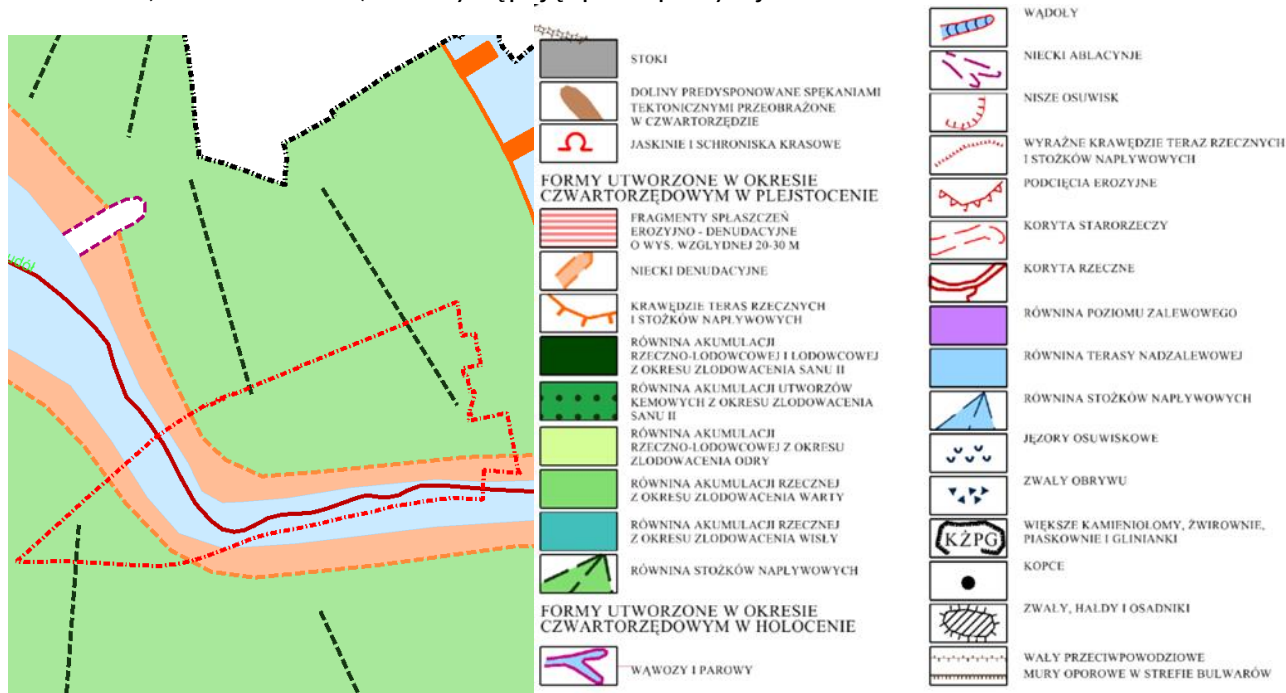 STOKI
DOLINY PREDYSPONOWANE SPĘKANIAMI
TEKTONICZNYMI PRZEOBRAŻONE
W CZWARTORZĘDZIE
JASKINIE I SCHRONISKA KRASOWE
FORMY UTWORZONE W OKRESIE
CZWARTORZĘDOWYM W PLEJSTOCENIE
FRAGMENTY SPŁASZCZEŃ
EROZYJNO - DENUDACYJNE
O WYS. WZGLYDNEJ 20-30 M
NIECKI DENUDACYJNE
KRAWĘDZIE TERAS RZECZNYCH
I STOŻKÓW NAPŁYWOWYCH
RÓWNINA AKUMULACJI
RZECZNO-LODOWCOWEJ I LODOWCOWEJ
Z OKRESU ZLODOWACENIA SANU II
RÓWNINA AKUMULACJI UTWORZÓW
KEMOWYCH Z OKRESU ZLODOWACENIA
SANU II
RÓWNINA AKUMULACJI
RZECZNO-LODOWCOWEJ Z OKRESU
ZLODOWACENIA ODRY
RÓWNINA AKUMULACJI RZECZNEJ
Z OKRESU ZLODOWACENIA WARTY
RÓWNINA AKUMULACJI RZECZNEJ
Z OKRESU ZLODOWACENIA WISŁY
RÓWNINA STOŻKÓW NAPŁYWOWYCH
FORMY UTWORZONE W OKRESIE
CZWARTORZĘDOWYM W HOLOCENIE
WĄWOZY I PAROWY
WĄDOŁY
NIECKI ABLACYNJE
NISZE OSUWISK
WYRAŹNE KRAWĘDZIE TERAZ RZECZNYCH
I STOŻKÓW NAPŁYWOWYCH
PODCIĘCIA EROZYJNE
KORYTA STARORZECZY
KORYTA RZECZNE
RÓWNINA POZIOMU ZALEWOWEGO
RÓWNINA TERASY NADZALEWOWEJ
RÓWNINA STOŻKÓW NAPŁYWOWYCH
JĘZORY OSUWISKOWE
ZWAŁY OBRYWU
KŻPG
WIĘKSZE KAMIENIOŁOMY, ŻWIROWNIE,
PIASKOWNIE I GLINIANKI
KOPCE
ZWAŁY, HAŁDY I OSADNIKI
WAŁY PRZECIWPOWODZIOWE
MURY OPOROWE W STREFIE BULWARÓW